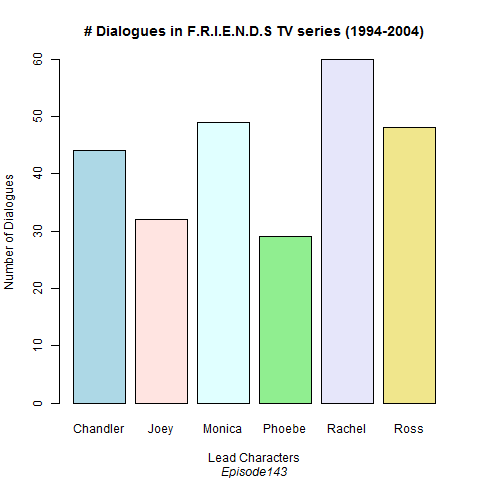 # Dialogues in F.R.I.E.N.D.S TV series (1994-2004)
60
50
40
30
20
10
0
Number of Dialogues
Chandler Joey Monica Phoebe Rachel Ross
Lead Characters
Episode143